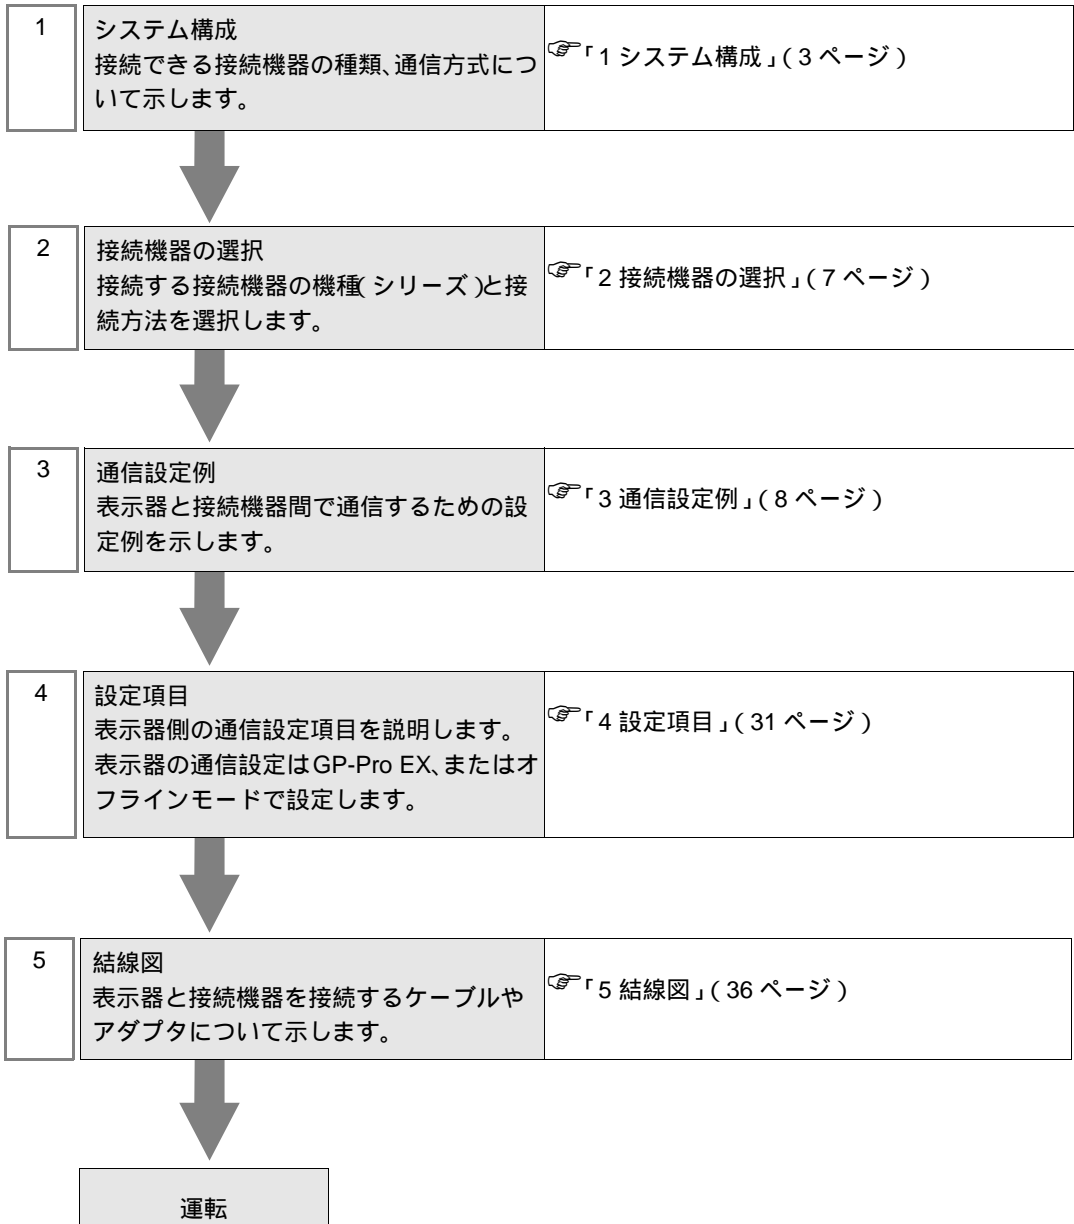 1
システム構成
接続できる接続機器の種類、通信方式につ
いて示します。
☞「1 システム構成」( 3 ページ )
2
接続機器の選択
接続する接続機器の機種( シリーズ )と接
続方法を選択します。
☞「2 接続機器の選択」( 7 ページ )
3
通信設定例
表示器と接続機器間で通信するための設
定例を示します。
☞「3 通信設定例」( 8 ページ )
4
設定項目
表示器側の通信設定項目を説明します。
表示器の通信設定はGP-Pro EX、またはオ
フラインモードで設定します。
☞「4 設定項目」( 31 ページ )
5
結線図
表示器と接続機器を接続するケーブルや
アダプタについて示します。
☞「5 結線図」( 36 ページ )
運転